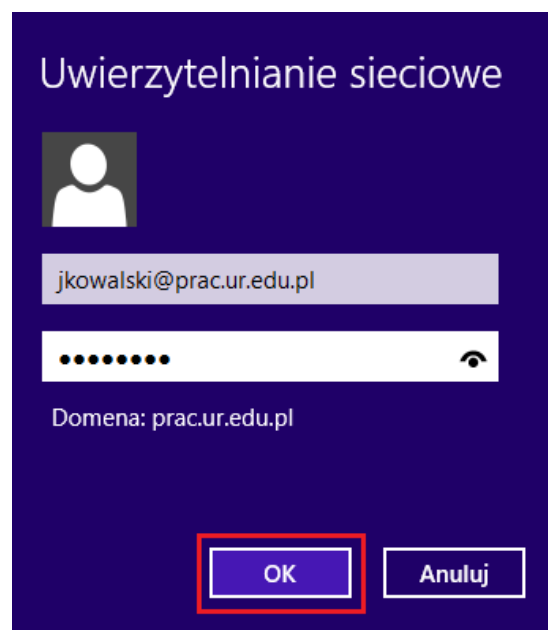 Uwierzytelnianie sieciowe
jkowalski@prac.ur.edu.pl
••••••••
Domena: prac.ur.edu.pl
OK Anuluj